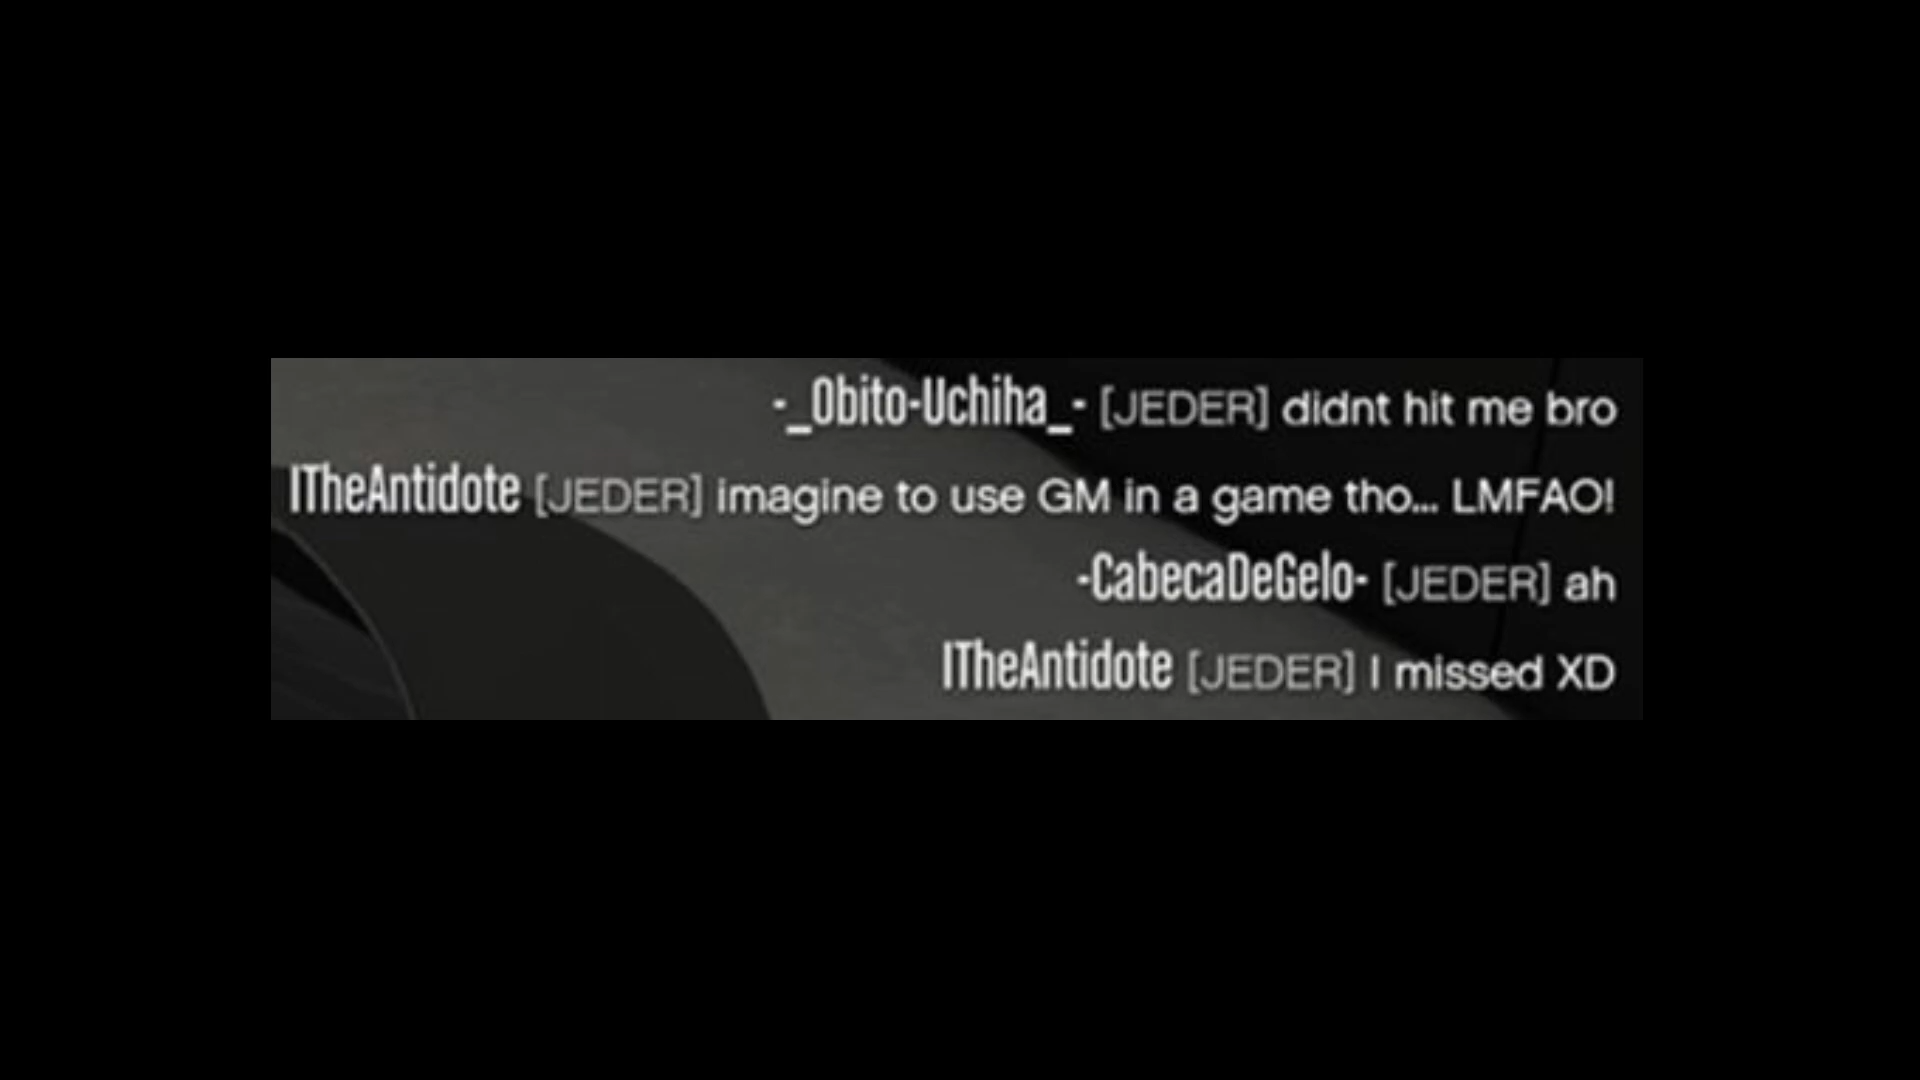 -_Obito-Uchiha_- [JEDER] didnt hit me bro
ITheAntidote [JEDER] imagine to use GM in a game tho... LMFAO!
-CabecaDeGelo- [JEDER] ah
ITheAntidote [JEDER] I missed XD